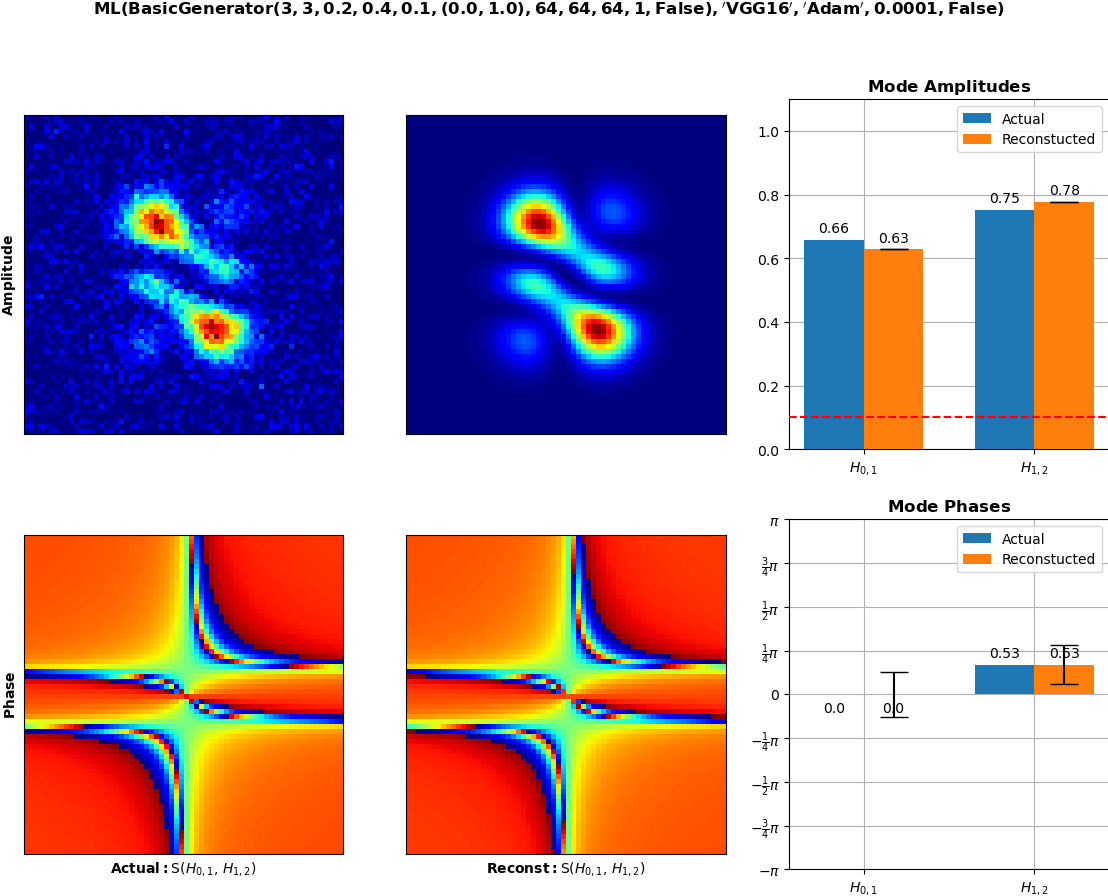 ML(BasicGenerator(3, 3, 0.2, 0.4, 0.1, (0.0, 1.0), 64, 64, 64, 1, False), ′VGG16′, ′Adam′, 0.0001, False)
Amplitude
Mode Amplitudes
Actual
Reconstucted
1.0
0.8
0.6
0.4
0.2
0.0
0.66
0.63
0.75
0.78
H0,1
H1,2
Phase
Actual: S(H0,1, H1,2)
Reconst: S(H0,1, H1,2)
Mode Phases
Actual
Reconstucted
π
3/4π
1/2π
1/4π
0
−1/4π
−1/2π
−3/4π
−π
0.0
0.0
0.53
0.53
H0,1
H1,2